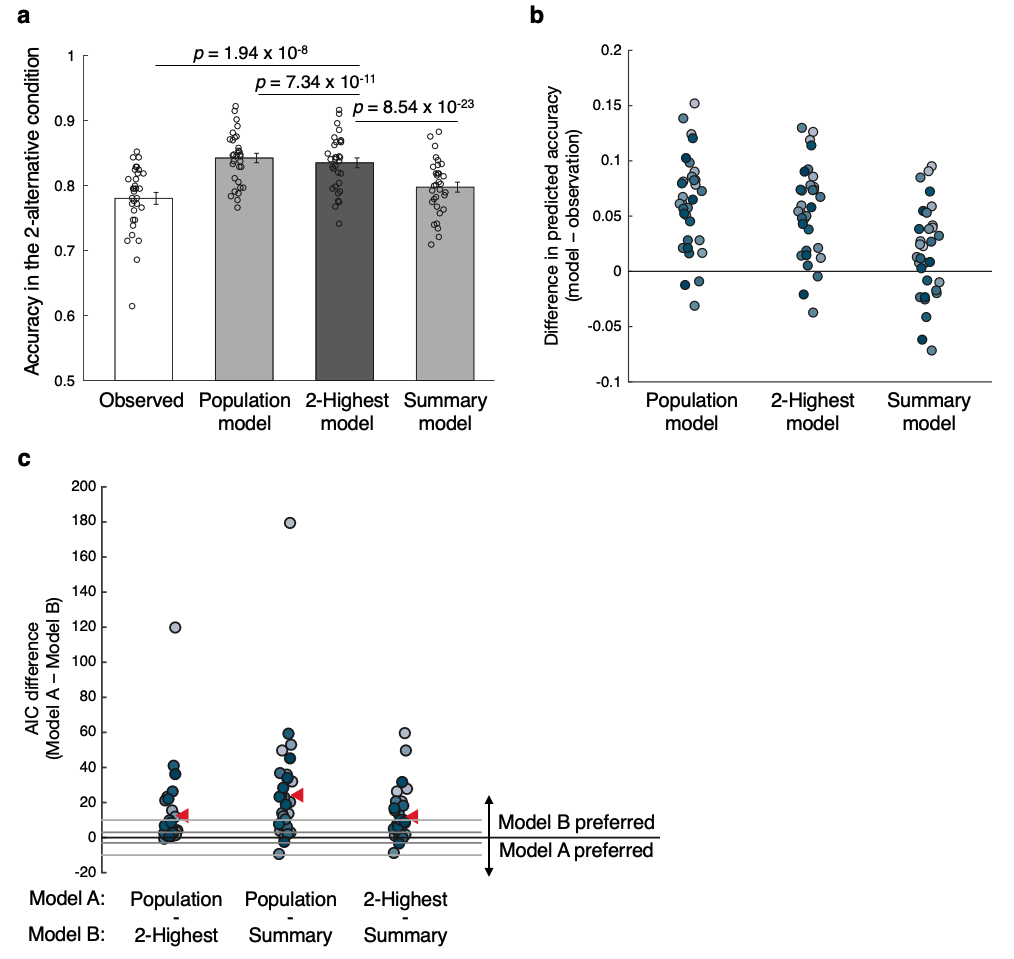 a
Accuracy in the 2-alternative condition
1
0.9
0.8
0.7
0.6
0.5
p = 1.94 x 10-8
p = 7.34 x 10-11
p = 8.54 x 10-23
Observed
Population
model
2-Highest
model
Summary
model
b
Difference in predicted accuracy
(model – observation)
0.2
0.15
0.1
0.05
0
-0.05
-0.1
Population
model
2-Highest
model
Summary
model
c
AIC difference
(Model A – Model B)
200
180
160
140
120
100
80
60
40
20
0
-20
Model B preferred
Model A preferred
Model A: Population 
Population 
2-Highest
-
-
-
Model B: 2-Highest 
Summary 
Summary